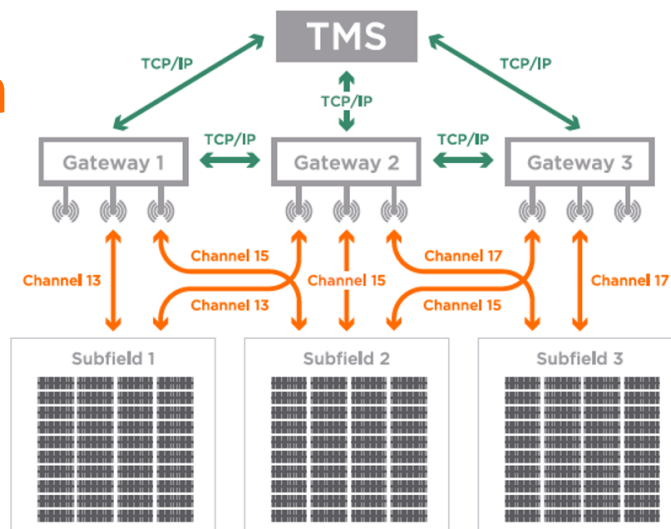 TMS
TCP/IP
TCP/IP
TCP/IP
TCP/IP
TCP/IP
Gateway 1
Gateway 2
Gateway 3
Channel 15
Channel 17
Channel 13
Channel 15
Channel 17
Channel 13
Channel 15
Subfield 1
Subfield 2
Subfield 3